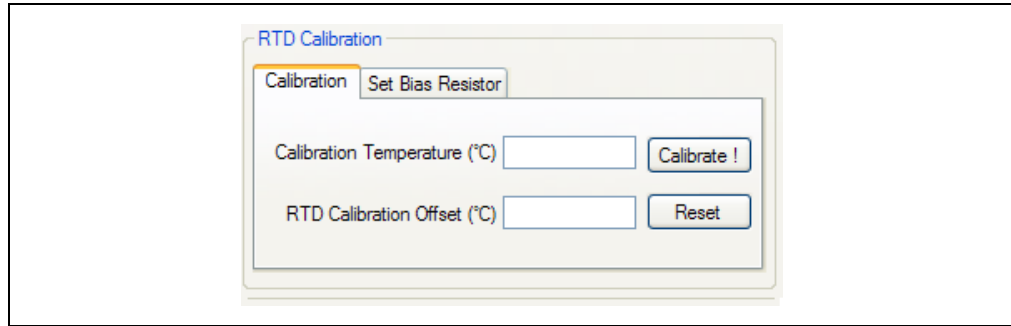 RTD Calibration
Calibration Set Bias Resistor
Calibration Temperature (°C) Calibrate !
RTD Calibration Offset (°C) Reset